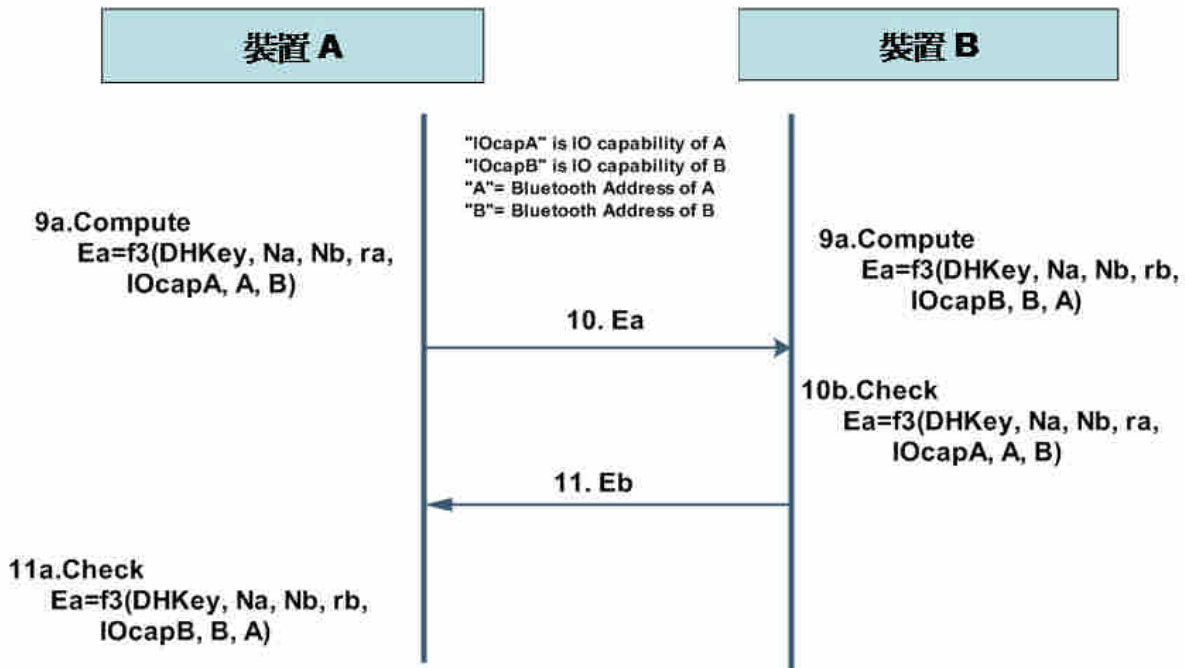 裝置 A
裝置 B
"IOcapA" is IO capability of A
"IOcapB" is IO capability of B
"A"= Bluetooth Address of A
"B"= Bluetooth Address of B
9a.Compute
Ea=f3(DHKey, Na, Nb, ra,
IOcapA, A, B)
9a.Compute
Ea=f3(DHKey, Na, Nb, rb,
IOcapB, B, A)
10. Ea
10b.Check
Ea=f3(DHKey, Na, Nb, ra,
IOcapA, A, B)
11. Eb
11a.Check
Ea=f3(DHKey, Na, Nb, rb,
IOcapB, B, A)